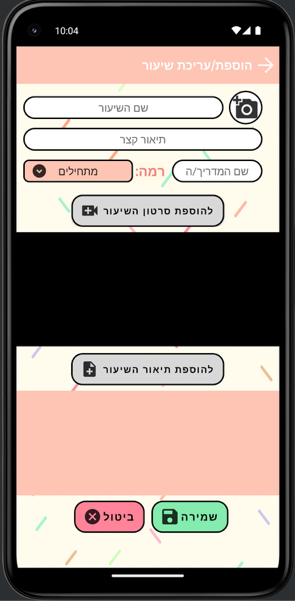 10:04
הוספת/עריכת שיעור
שם השיעור
תיאור קצר
שם המדריך/ה רמה: מתחילים
להוספת סרטון השיעור
להוספת תיאור השיעור
שמירה ביטול